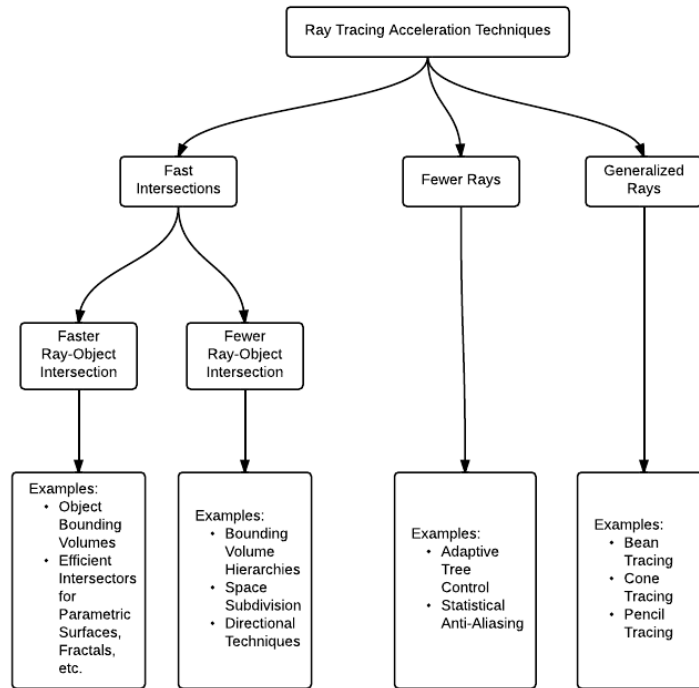 Ray Tracing Acceleration Techniques
Fast
Intersections
Fewer Rays
Generalized
Rays
Faster
Ray-Object
Intersection
Fewer
Ray-Object
Intersection
Examples:
• Object
Bounding
Volumes
• Efficient
Intersectors
for
Parametric
Surfaces,
Fractals,
etc.
Examples:
• Bounding
Volume
Hierarchies
• Space
Subdivision
• Directional
Techniques
Examples:
• Adaptive
Tree
Control
• Statistical
Anti-Aliasing
Examples:
• Bean
Tracing
• Cone
Tracing
• Pencil
Tracing